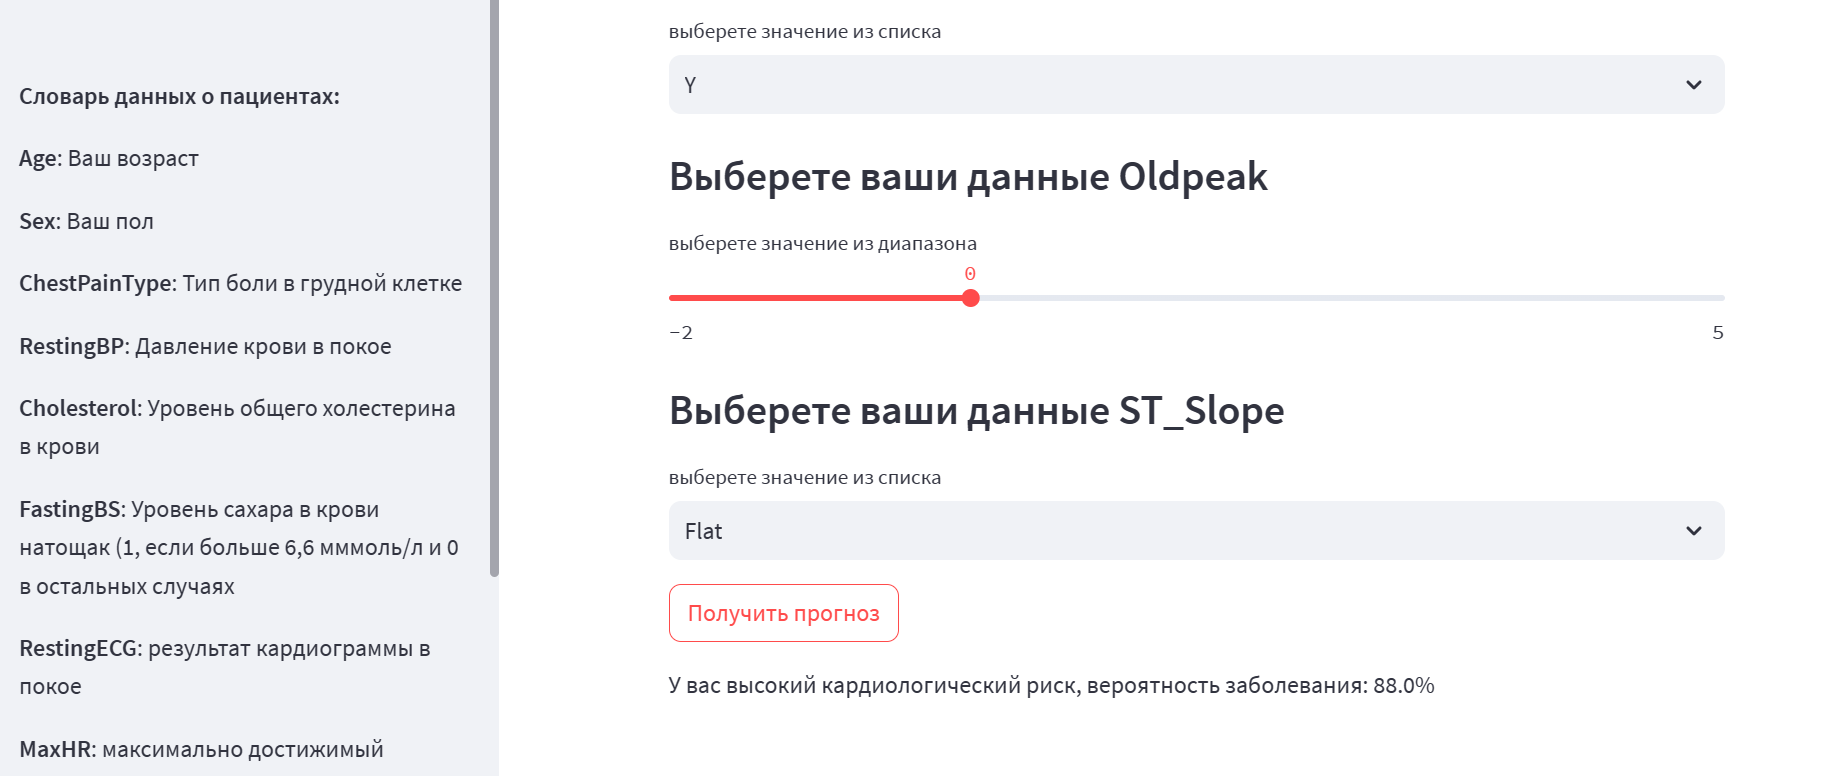 Словарь данных о пациентах:
Age: Ваш возраст
Sex: Ваш пол
ChestPainType: Тип боли в грудной клетке
RestingBP: Давление крови в покое
Cholesterol: Уровень общего холестерина
в крови
FastingBS: Уровень сахара в крови
натощак (1, если больше 6,6 мммоль/л и 0
в остальных случаях
RestingECG: результат кардиограммы в
покое
MaxHR: максимально достижимый
выберете значение из списка
Y
Выберете ваши данные Oldpeak
выберете значение из диапазона
0
-2
5
Выберете ваши данные ST_Slope
выберете значение из списка
Flat
Получить прогноз
У вас высокий кардиологический риск, вероятность заболевания: 88.0%